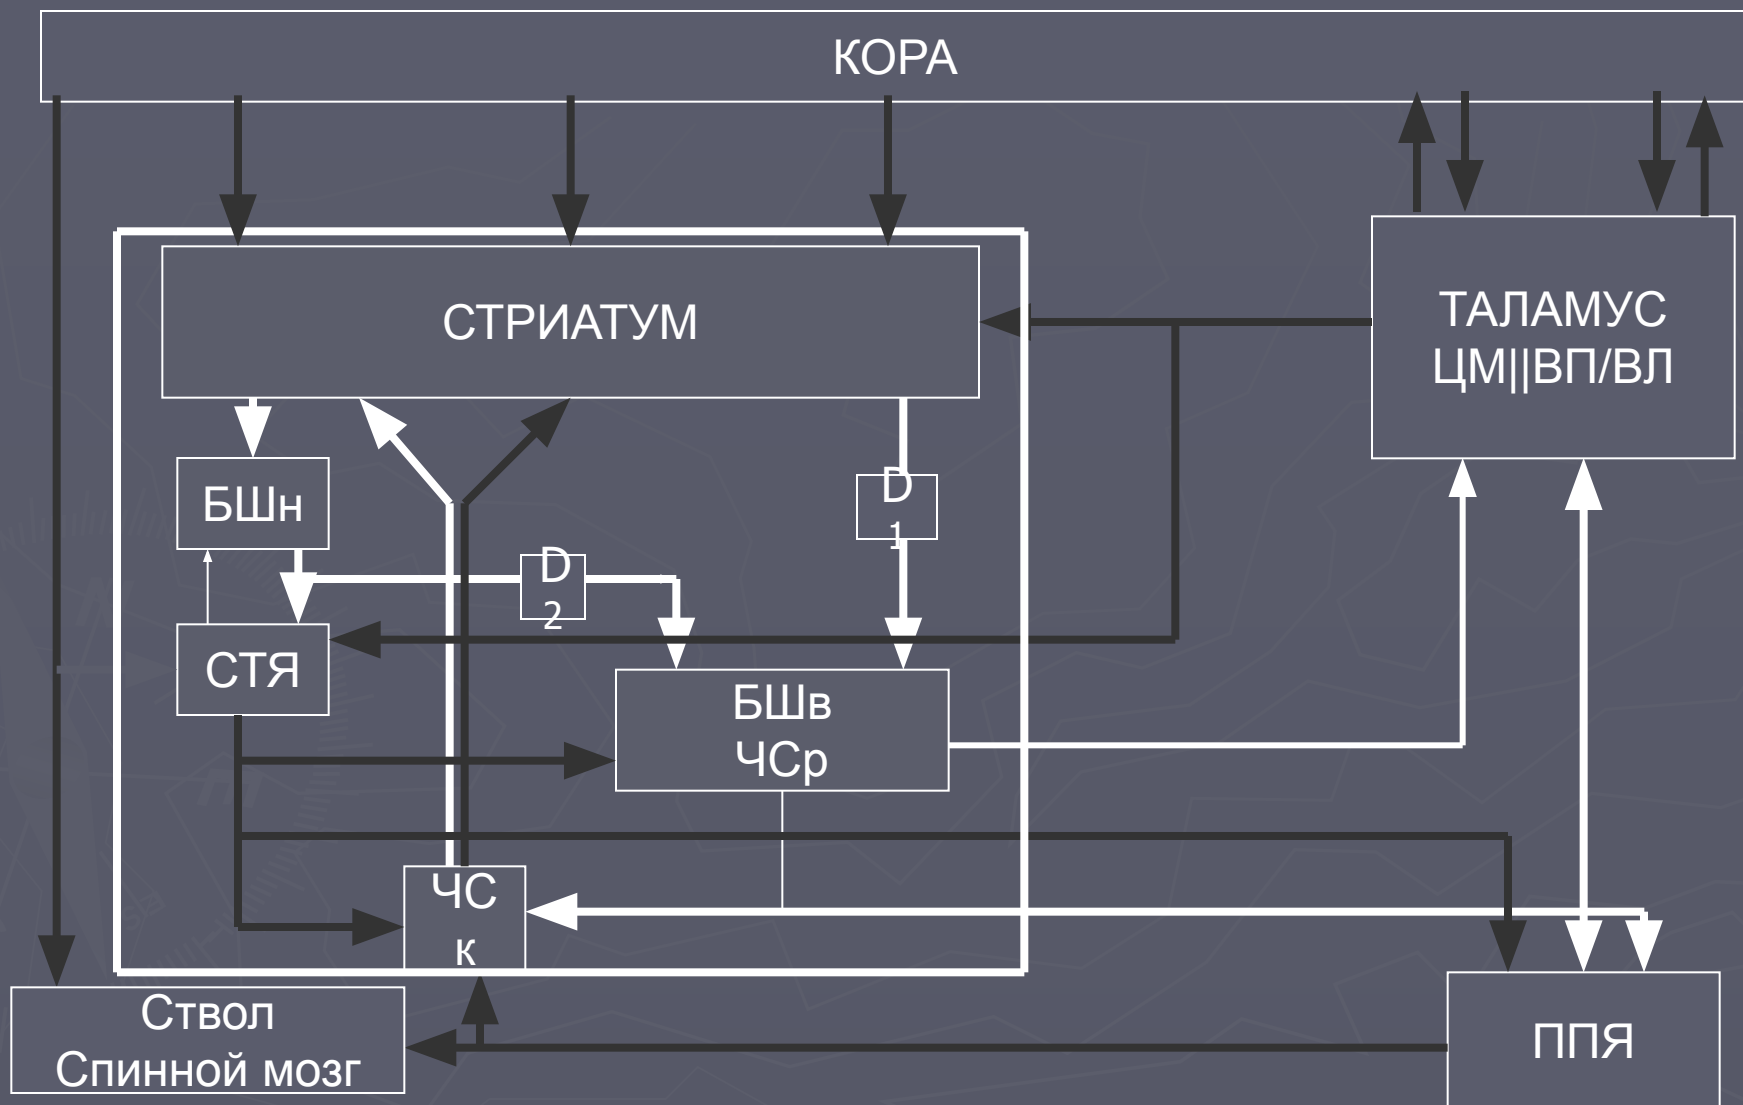 КОРА
СТРИАТУМ
ТАЛАМУС
ЦМ||ВП/ВЛ
БШн
D
1
D
2
СТЯ
БШв
ЧСр
ЧС
к
Ствол
Спинной мозг
ППЯ